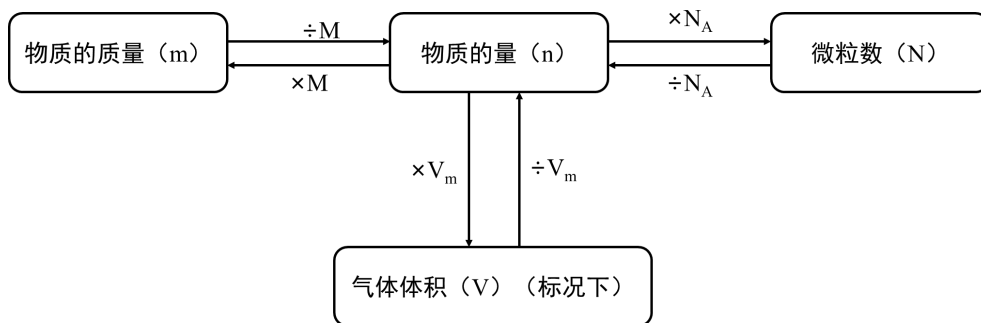 物质的质量（m）
÷M
×M
物质的量（n）
×N_A
÷N_A
微粒数（N）
×V_m
÷V_m
气体体积（V）（标况下）